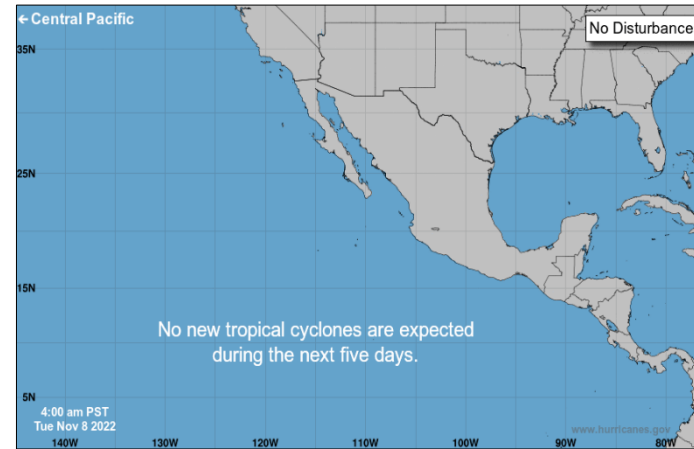 ← Central Pacific
No Disturbance
35N
25N
15N
No new tropical cyclones are expected
during the next five days.
5N
4:00 am PST
Tue Nov 8 2022
www.hurricanes.gov
140W
130W
120W
110W
100W
90W
80W